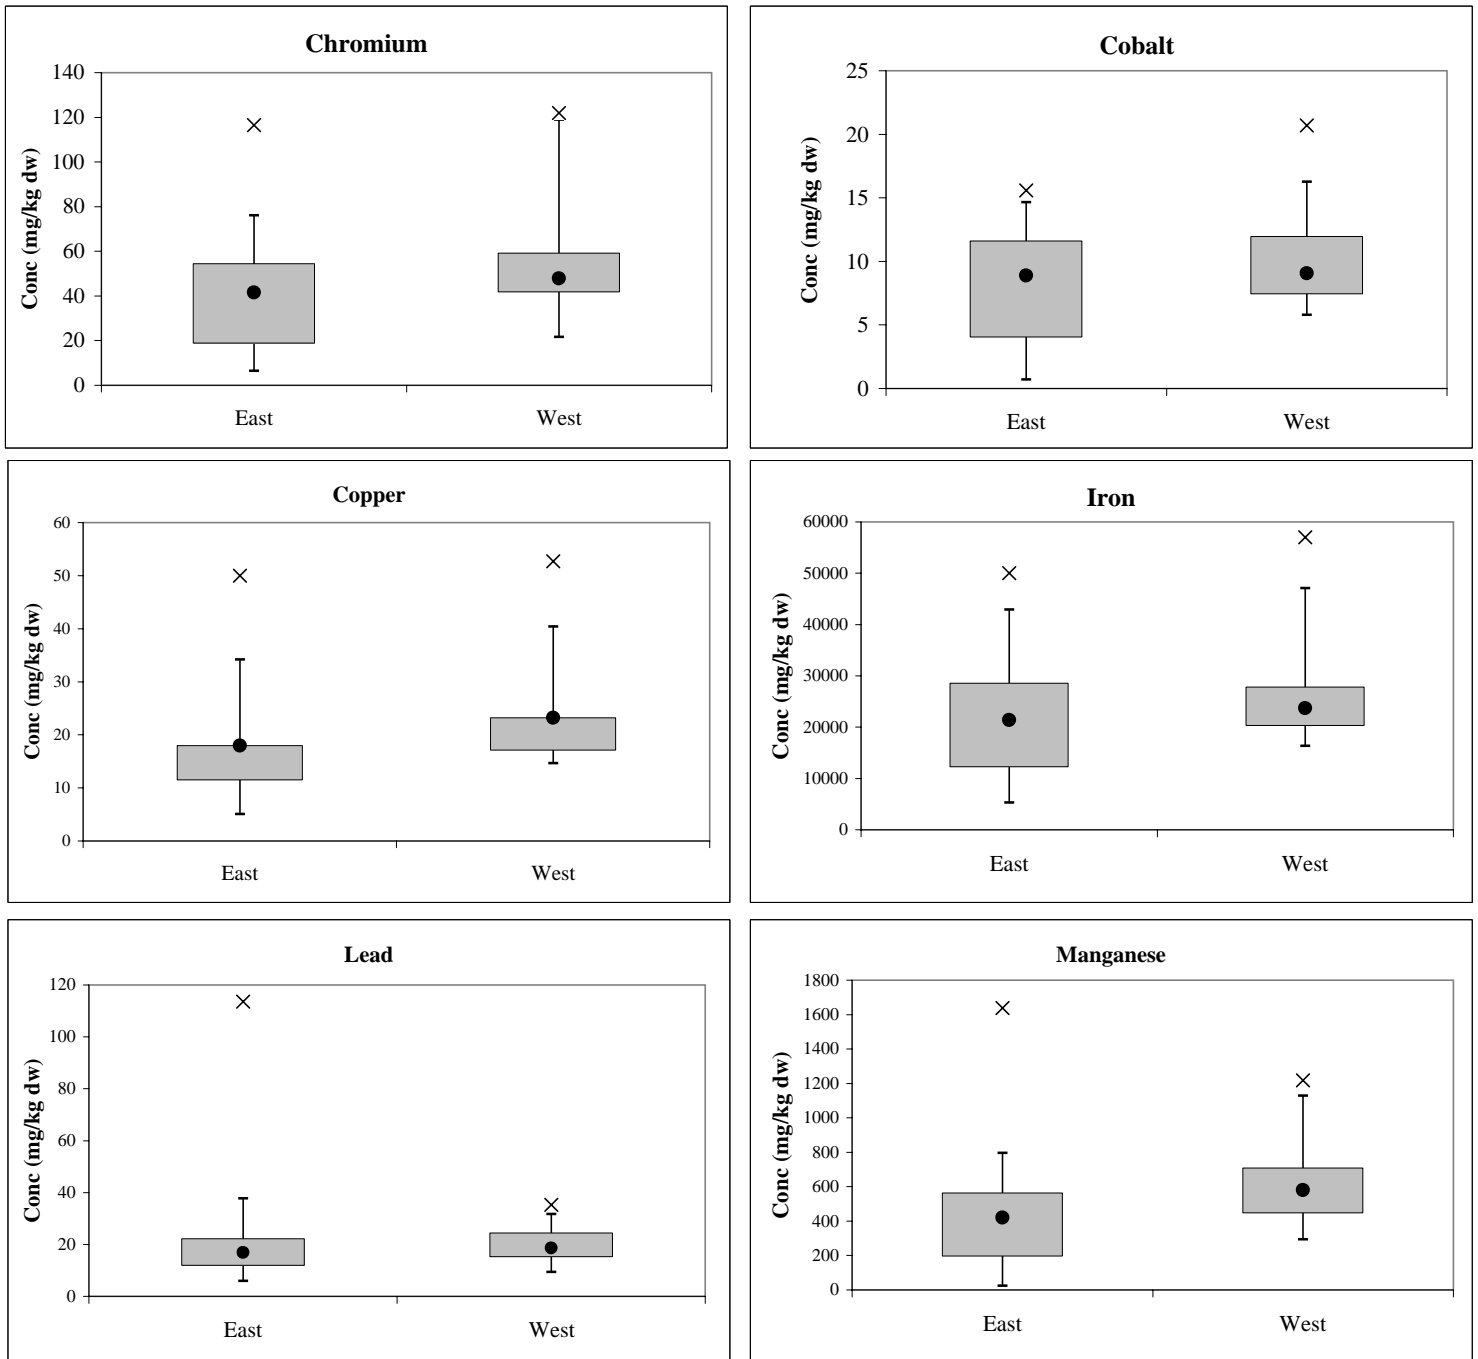 Chromium
Conc (mg/kg dw)
140
120
100
80
60
40
20
0
East West
Cobalt
Conc (mg/kg dw)
25
20
15
10
5
0
East West
Copper
Conc (mg/kg dw)
60
50
40
30
20
10
0
East West
Iron
Conc (mg/kg dw)
60000
50000
40000
30000
20000
10000
0
East West
Lead
Conc (mg/kg dw)
120
100
80
60
40
20
0
East West
Manganese
Conc (mg/kg dw)
1800
1600
1400
1200
1000
800
600
400
200
0
East West